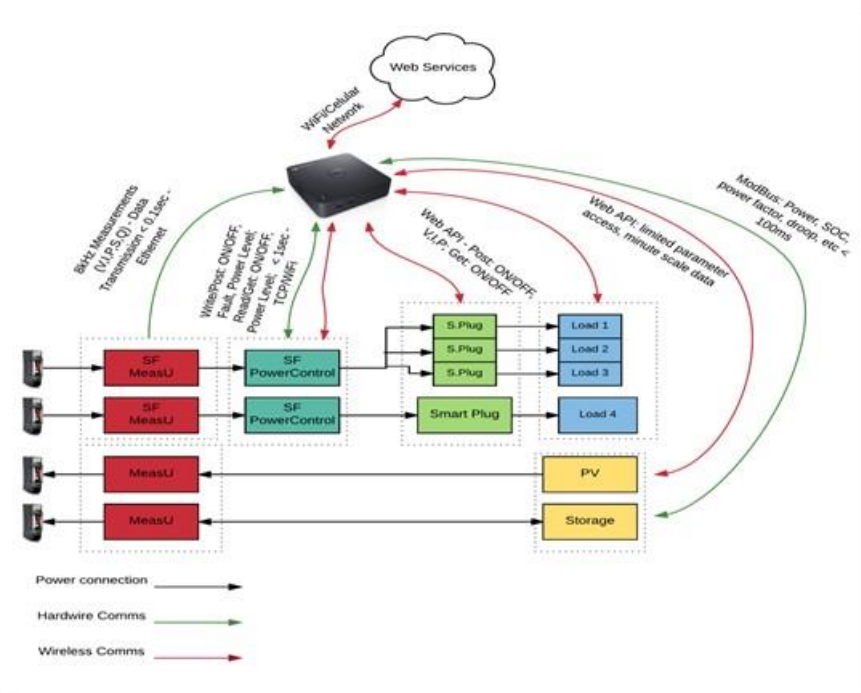 Web Services
WiFi/Celular
Network
8kHz Measurements
(V,I,P,S,Q) - Data
Transmission < 0.1sec -
Ethernet
Write/Post: ON/OFF,
Fault, Power Level;
Read/Get: ON/OFF,
Power Level; < 1sec -
TCP/WiFi
Web API - Post: ON/OFF,
V,I,P; Get: ON/OFF
Web API: limited parameter
access, minute scale data
ModBus: Power, SOC,
power factor, droop, etc <
100ms
SF
MeasU
SF
PowerControl
S.Plug
S.Plug
S.Plug
Load 1
Load 2
Load 3
SF
MeasU
SF
PowerControl
Smart Plug
Load 4
MeasU
PV
MeasU
Storage
Power connection
Hardwire Comms
Wireless Comms